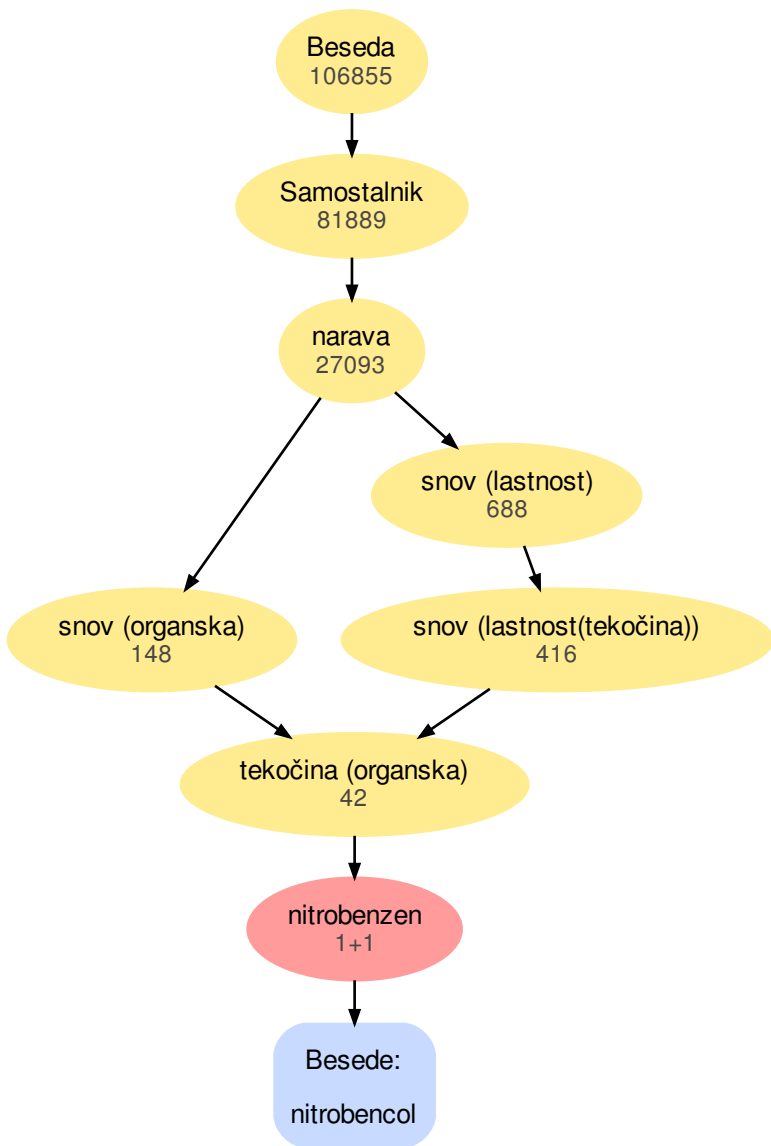 Beseda
106855
Samostalnik
81889
narava
27093
snov (lastnost)
688
snov (organska)
148
snov (lastnost(tekočina))
416
tekočina (organska)
42
nitrobenzen
1+1
Besede:
nitrobencol